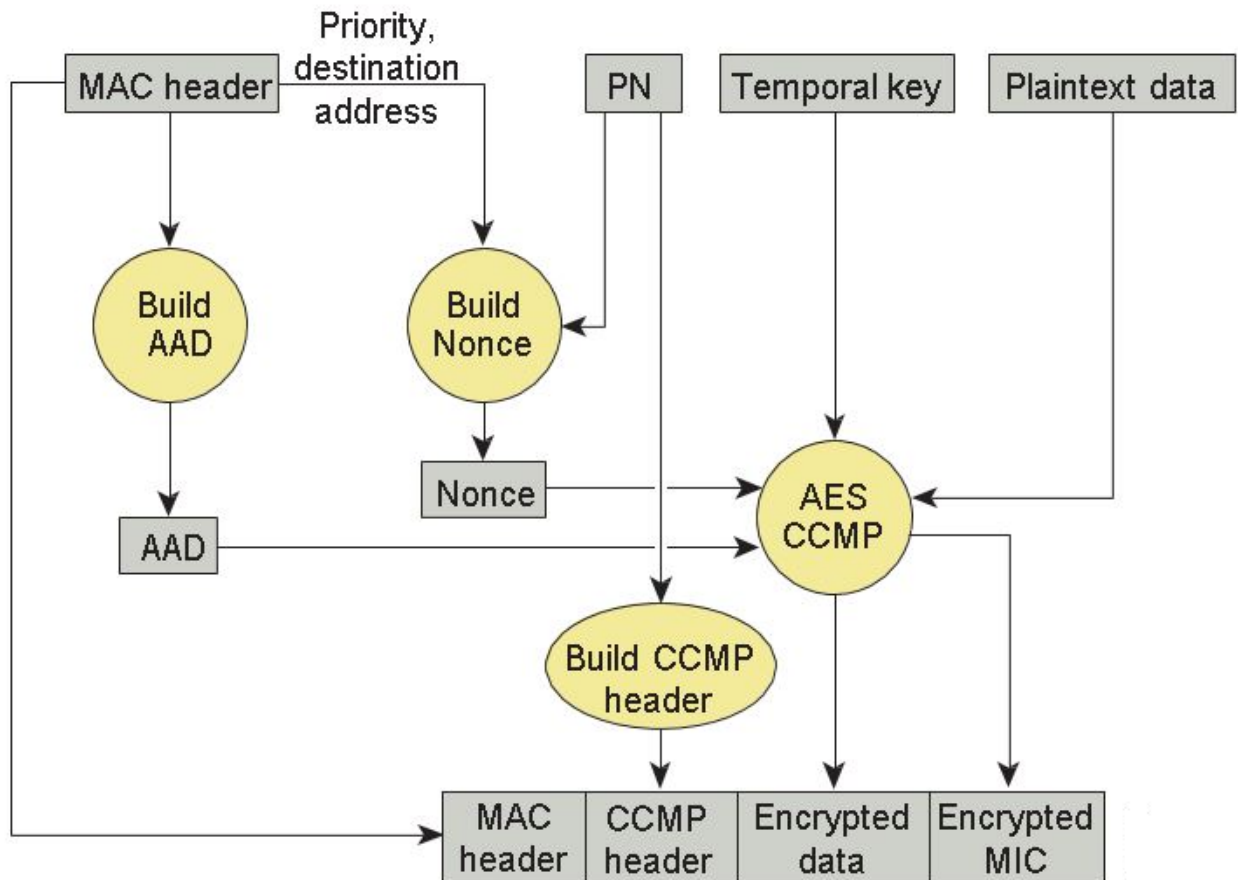 Priority,
destination
address
MAC header
PN
Temporal key
Plaintext data
Build
AAD
Build
Nonce
Nonce
AES
CCMP
AAD
Build CCMP
header
MAC
header
CCMP
header
Encrypted
data
Encrypted
MIC